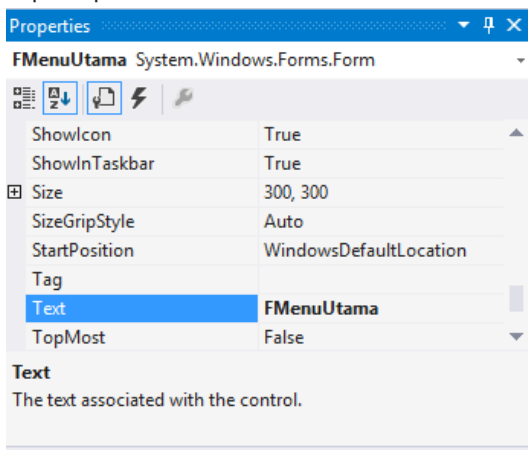 Properties
FMenuUtama System.Windows.Forms.Form
ShowIcon True
ShowInTaskbar True
Size 300, 300
SizeGripStyle Auto
StartPosition WindowsDefaultLocation
Tag
Text FMenuUtama
TopMost False
Text
The text associated with the control.